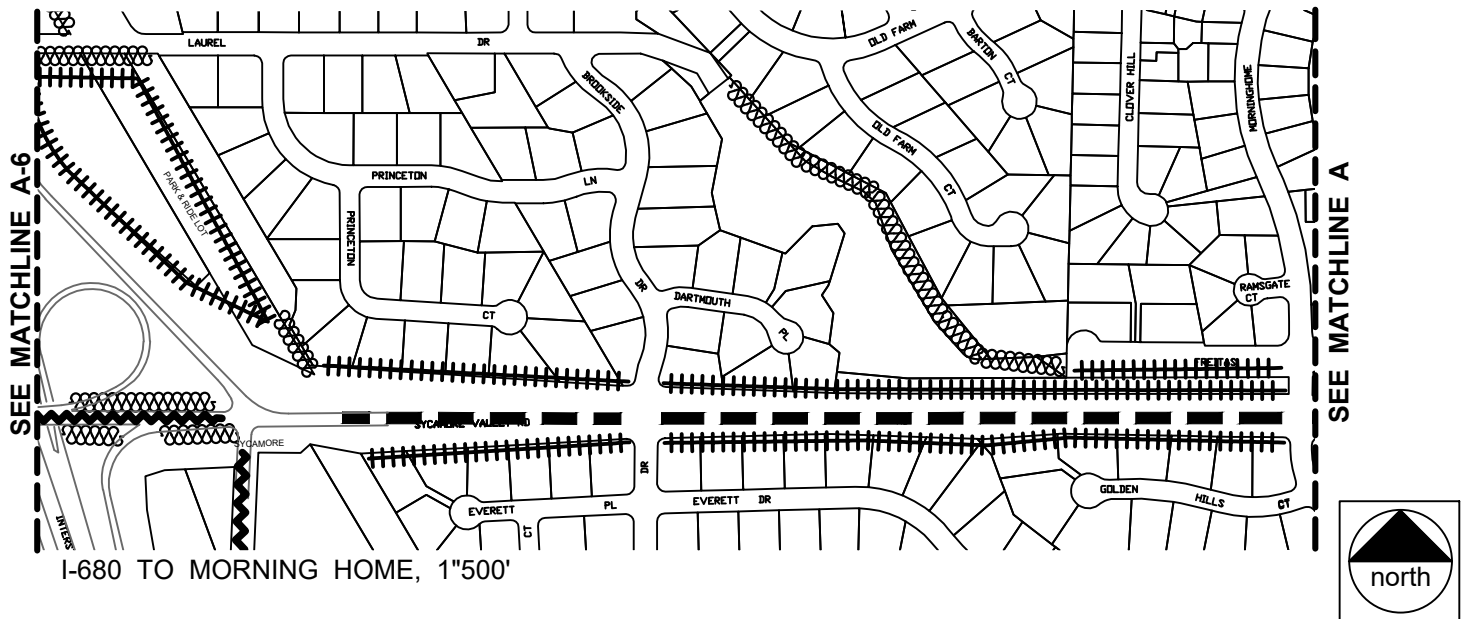 LAUREL DR
OLD FARM
BARTON CT
CLOVER HILL
MORNINGHOME
BROOKSIDE
OLD FARM
CT
PARK & RIDE LOT
PRINCETON LN
PRINCETON
CT
DR
DARTMOUTH
PL
RAMSGATE
CT
FREITAS
SYCAMORE VALLEY RD
SYCAMORE
DR
EVERETT PL
CT
EVERETT DR
GOLDEN HILLS CT
INTERS
SEE MATCHLINE A-6
SEE MATCHLINE A
I-680 TO MORNING HOME, 1"500'
north